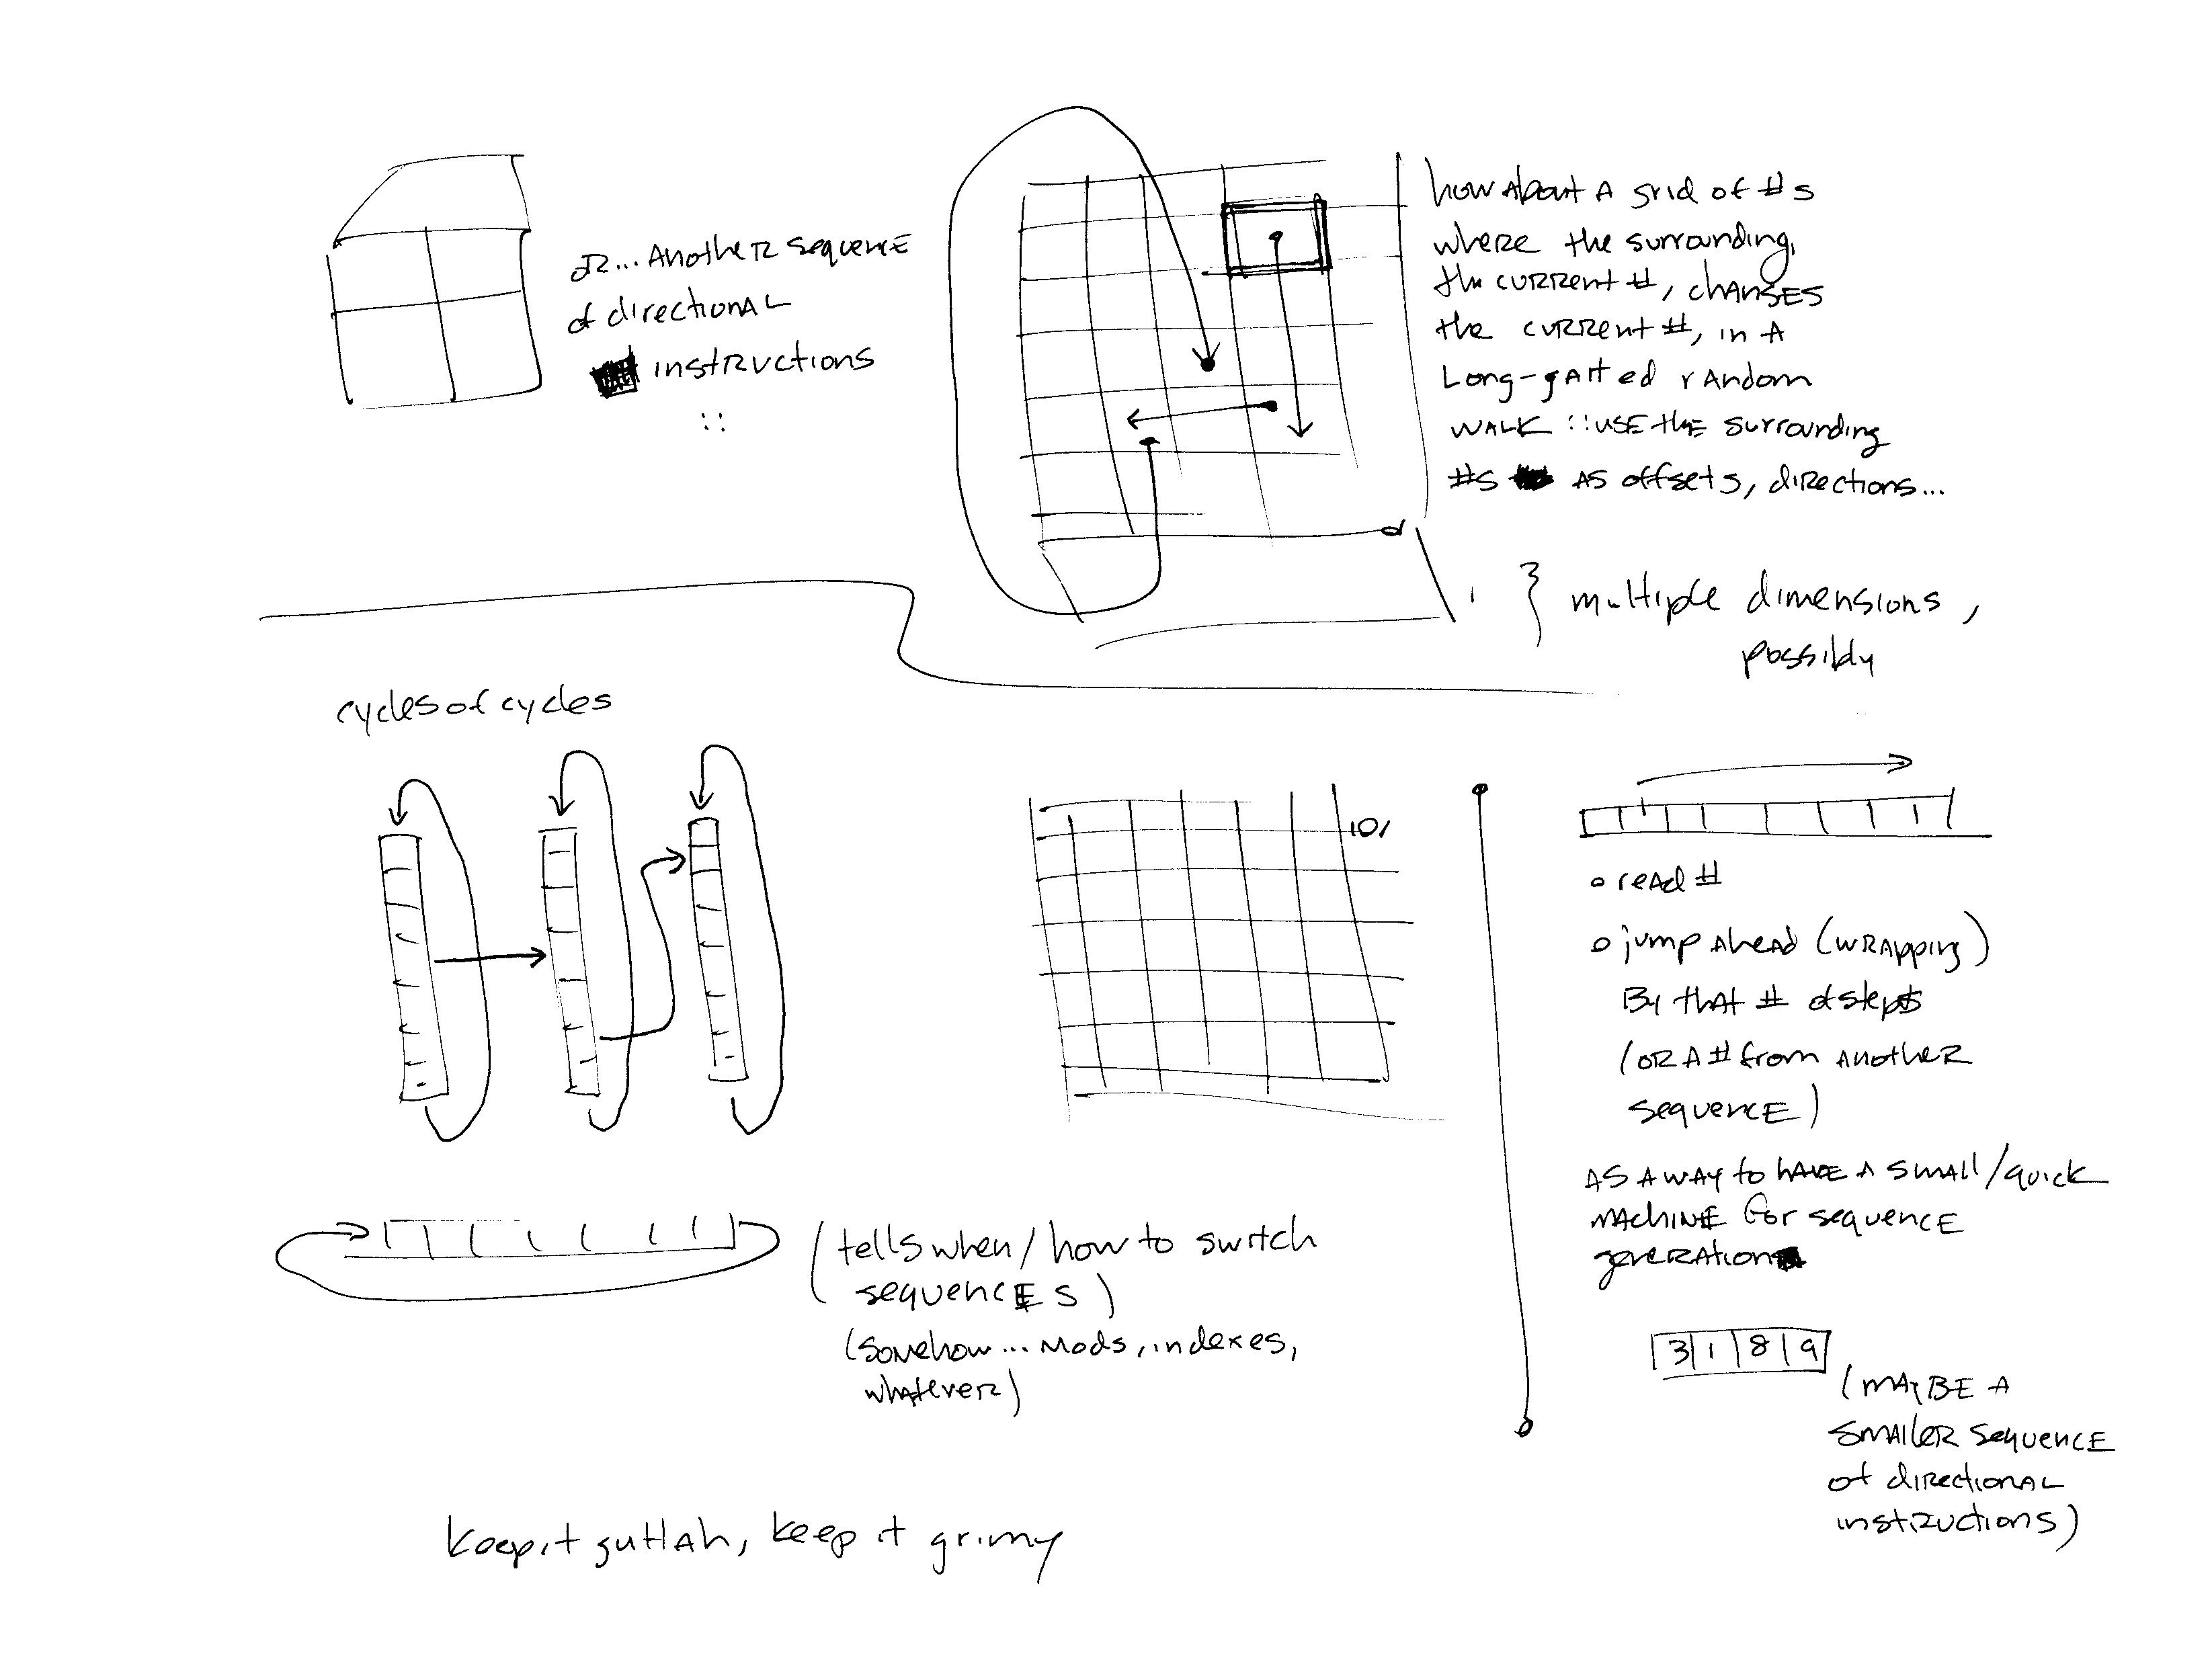 OR... Another sequence
of directional
instructions
::
how about a grid of #s
where the surrounding,
the current #, changes
the current #, in a
Long-gaited random
walk :: use the surrounding
#s as offsets, directions...
} multiple dimensions,
possibly
cycles of cycles
(tells when / how to switch
sequences)
(somehow... mods, indexes,
whatever)
101
o read #
o jump ahead (wrapping)
By that # of steps
(or a # from another
sequence)
as a way to have a small/quick
machine for sequence
generation
3 1 8 9
(maybe a
smaller sequence
of directional
instructions)
keep it guttah, keep it grimy